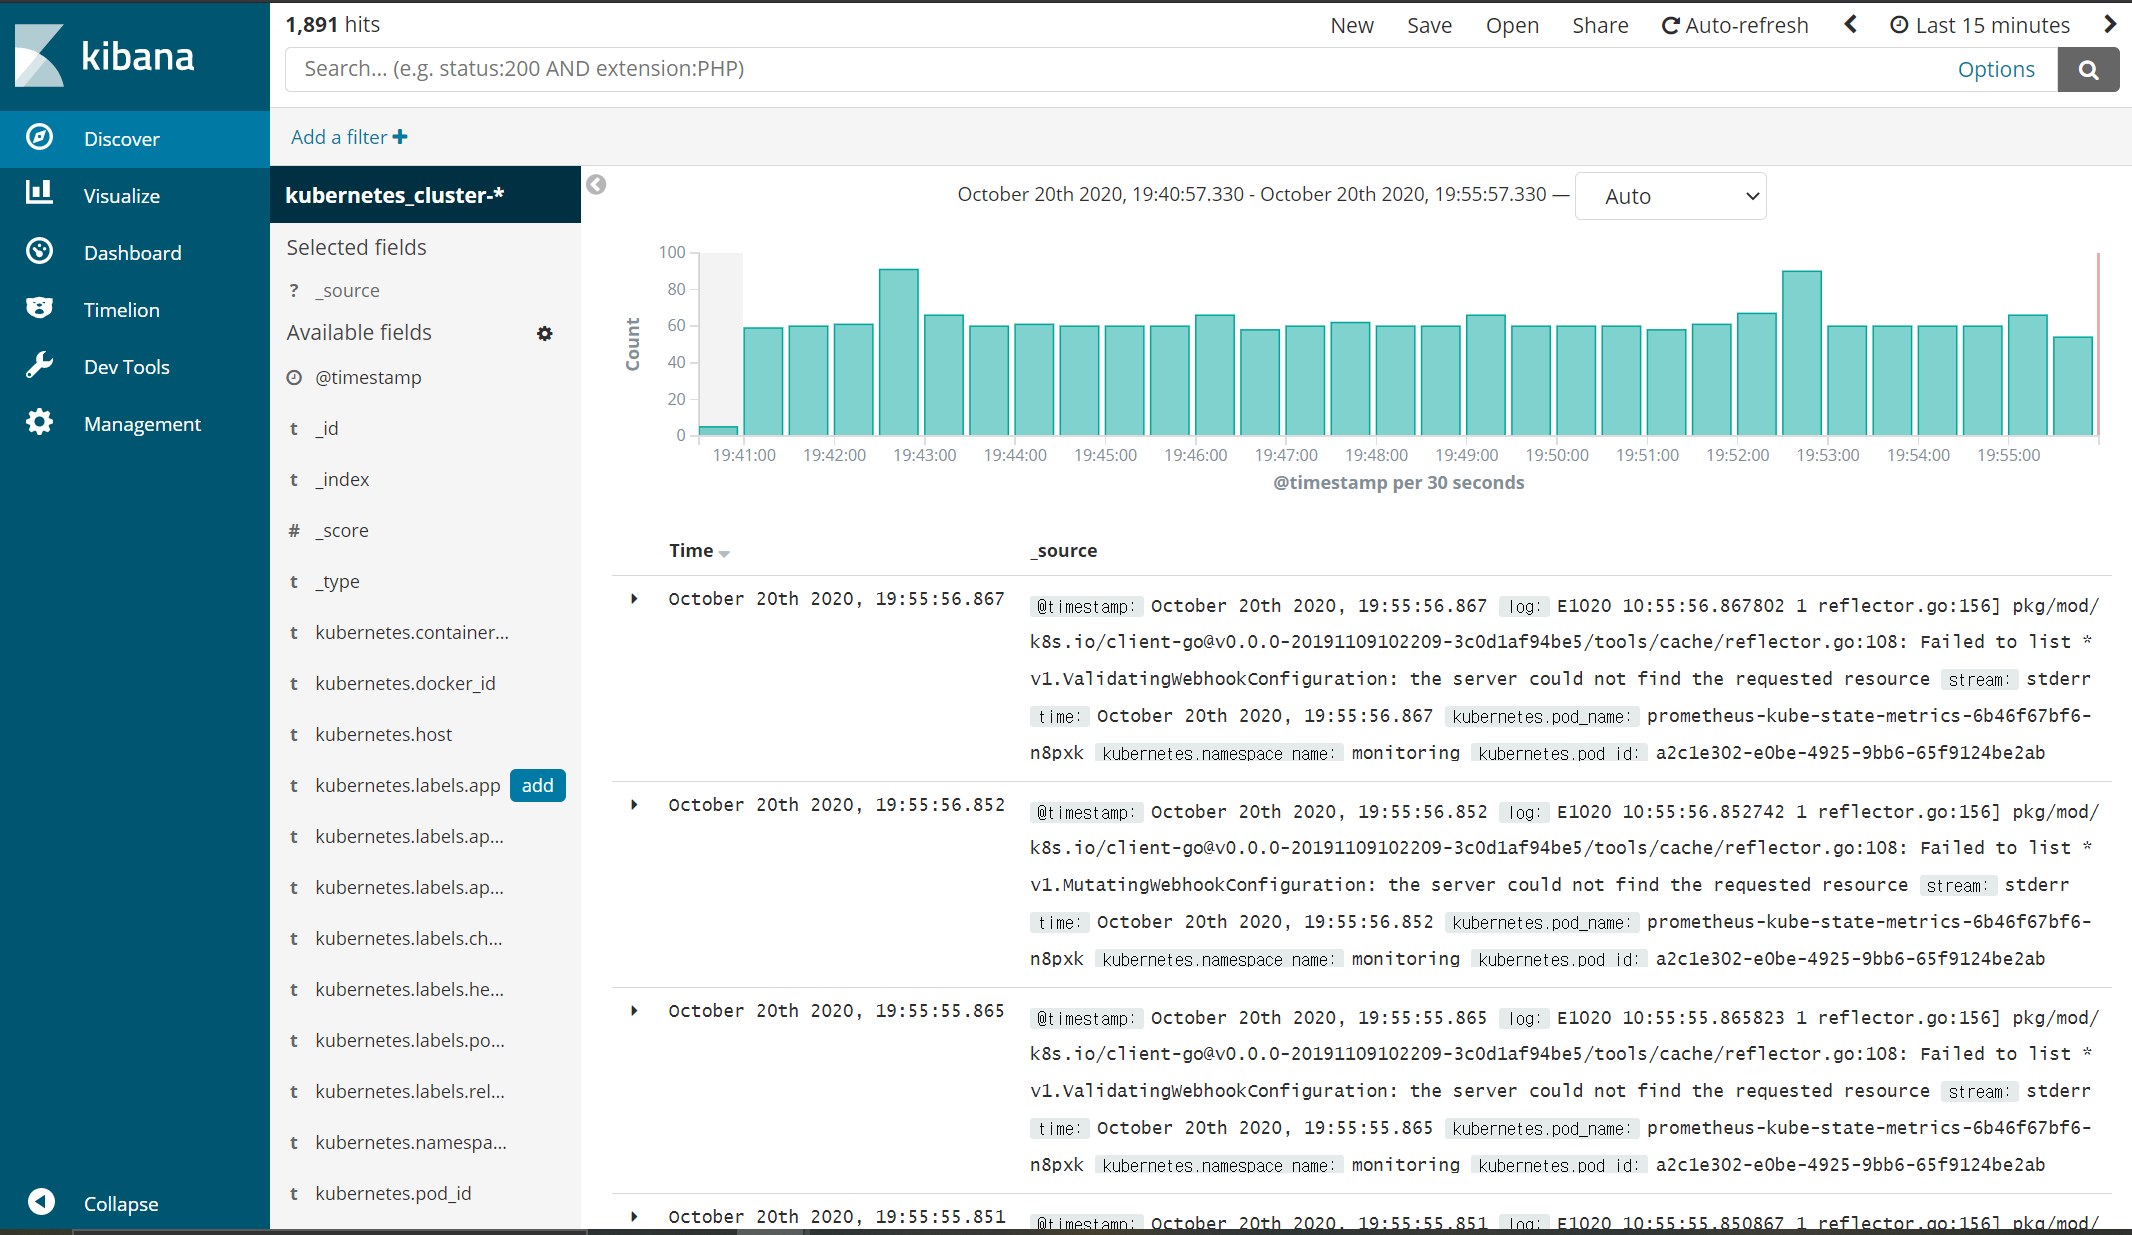 kibana
Discover
Visualize
Dashboard
Timelion
Dev Tools
Management
Collapse
1,891 hits
New Save Open Share Auto-refresh Last 15 minutes
Search... (e.g. status:200 AND extension:PHP)
Options
Add a filter
kubernetes_cluster-*
Selected fields
? _source
Available fields
@timestamp
t _id
t _index
# _score
t _type
t kubernetes.container...
t kubernetes.docker_id
t kubernetes.host
t kubernetes.labels.app add
t kubernetes.labels.ap...
t kubernetes.labels.ap...
t kubernetes.labels.ch...
t kubernetes.labels.he...
t kubernetes.labels.po...
t kubernetes.labels.rel...
t kubernetes.namespa...
t kubernetes.pod_id
October 20th 2020, 19:40:57.330 - October 20th 2020, 19:55:57.330 — Auto
Count
100
80
60
40
20
0
19:41:00 19:42:00 19:43:00 19:44:00 19:45:00 19:46:00 19:47:00 19:48:00 19:49:00 19:50:00 19:51:00 19:52:00 19:53:00 19:54:00 19:55:00
@timestamp per 30 seconds
Time _source
October 20th 2020, 19:55:56.867
@timestamp: October 20th 2020, 19:55:56.867 log: E1020 10:55:56.867802 1 reflector.go:156] pkg/mod/
k8s.io/client-go@v0.0.0-20191109102209-3c0d1af94be5/tools/cache/reflector.go:108: Failed to list *
v1.ValidatingWebhookConfiguration: the server could not find the requested resource stream: stderr
time: October 20th 2020, 19:55:56.867 kubernetes.pod_name: prometheus-kube-state-metrics-6b46f67bf6-
n8pxk kubernetes.namespace_name: monitoring kubernetes.pod_id: a2c1e302-e0be-4925-9bb6-65f9124be2ab
October 20th 2020, 19:55:56.852
@timestamp: October 20th 2020, 19:55:56.852 log: E1020 10:55:56.852742 1 reflector.go:156] pkg/mod/
k8s.io/client-go@v0.0.0-20191109102209-3c0d1af94be5/tools/cache/reflector.go:108: Failed to list *
v1.MutatingWebhookConfiguration: the server could not find the requested resource stream: stderr
time: October 20th 2020, 19:55:56.852 kubernetes.pod_name: prometheus-kube-state-metrics-6b46f67bf6-
n8pxk kubernetes.namespace_name: monitoring kubernetes.pod_id: a2c1e302-e0be-4925-9bb6-65f9124be2ab
October 20th 2020, 19:55:55.865
@timestamp: October 20th 2020, 19:55:55.865 log: E1020 10:55:55.865823 1 reflector.go:156] pkg/mod/
k8s.io/client-go@v0.0.0-20191109102209-3c0d1af94be5/tools/cache/reflector.go:108: Failed to list *
v1.ValidatingWebhookConfiguration: the server could not find the requested resource stream: stderr
time: October 20th 2020, 19:55:55.865 kubernetes.pod_name: prometheus-kube-state-metrics-6b46f67bf6-
n8pxk kubernetes.namespace_name: monitoring kubernetes.pod_id: a2c1e302-e0be-4925-9bb6-65f9124be2ab
October 20th 2020, 19:55:55.851
@timestamp: October 20th 2020, 19:55:55.851 log: E1020 10:55:55.850867 1 reflector.go:156] pkg/mod/